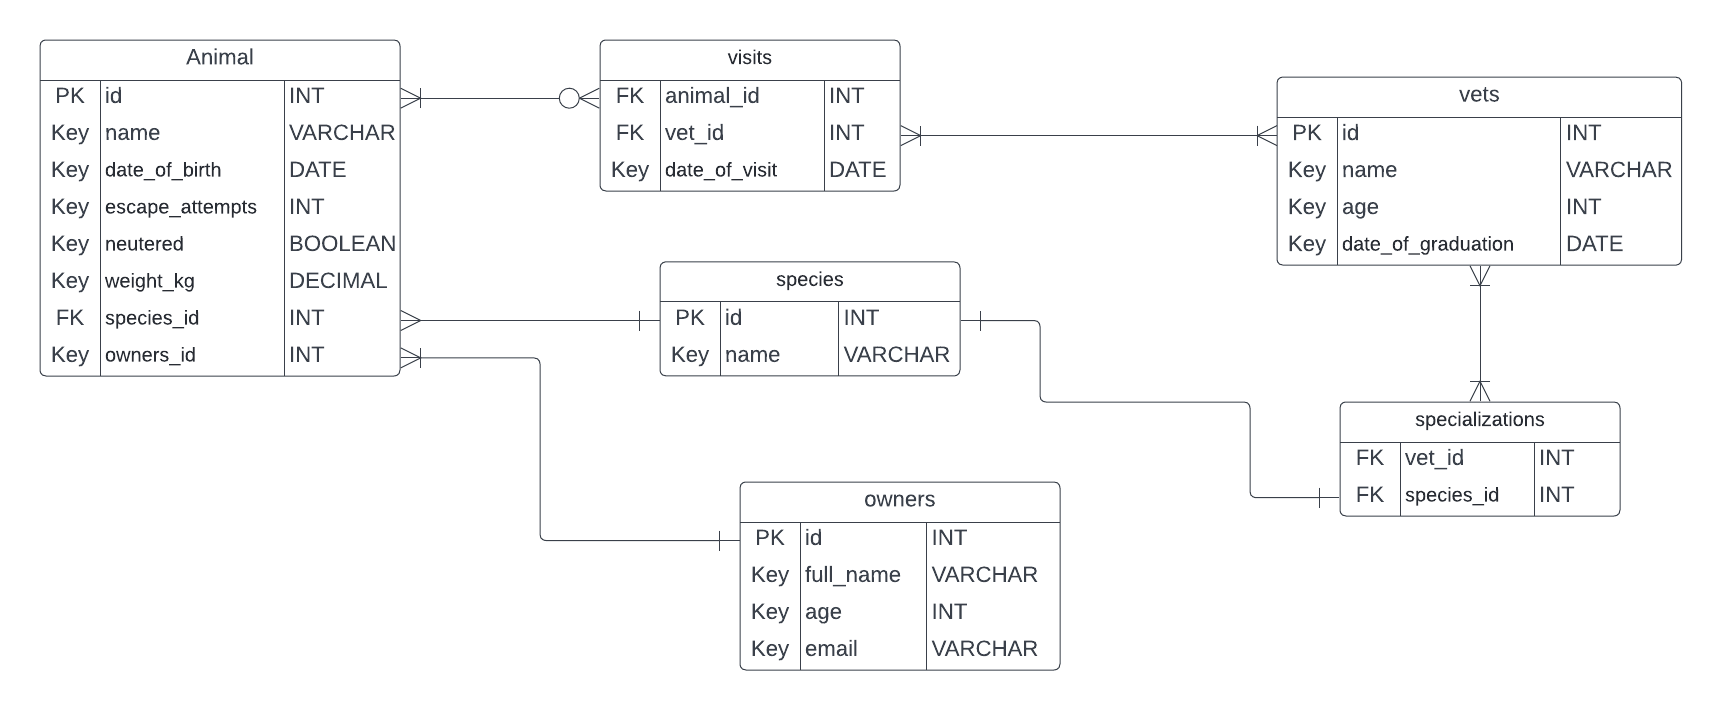 Animal
PK id INT
Key name VARCHAR
Key date_of_birth DATE
Key escape_attempts INT
Key neutered BOOLEAN
Key weight_kg DECIMAL
FK species_id INT
Key owners_id INT
visits
FK animal_id INT
FK vet_id INT
Key date_of_visit DATE
vets
PK id INT
Key name VARCHAR
Key age INT
Key date_of_graduation DATE
species
PK id INT
Key name VARCHAR
specializations
FK vet_id INT
FK species_id INT
owners
PK id INT
Key full_name VARCHAR
Key age INT
Key email VARCHAR